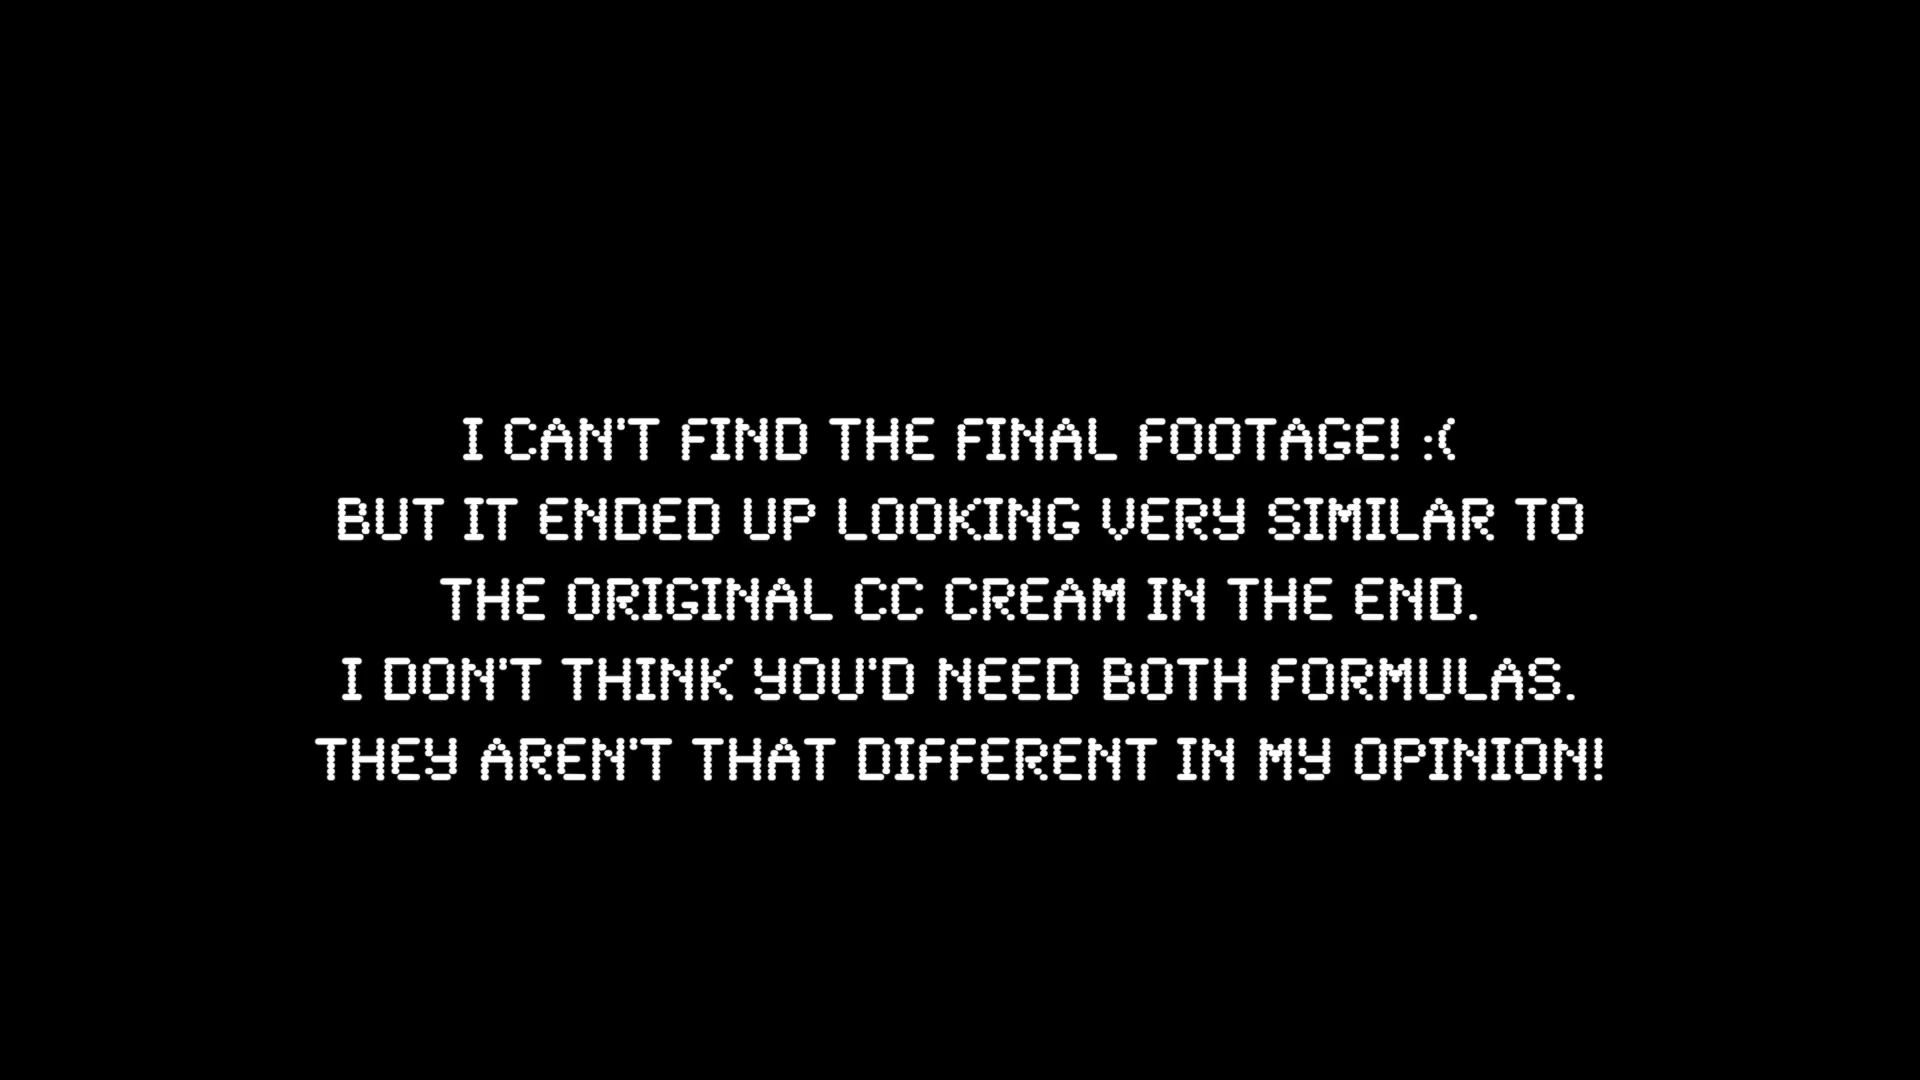 I CAN'T FIND THE FINAL FOOTAGE! :(
BUT IT ENDED UP LOOKING VERY SIMILAR TO
THE ORIGINAL CC CREAM IN THE END.
I DON'T THINK YOU'D NEED BOTH FORMULAS.
THEY AREN'T THAT DIFFERENT IN MY OPINION!